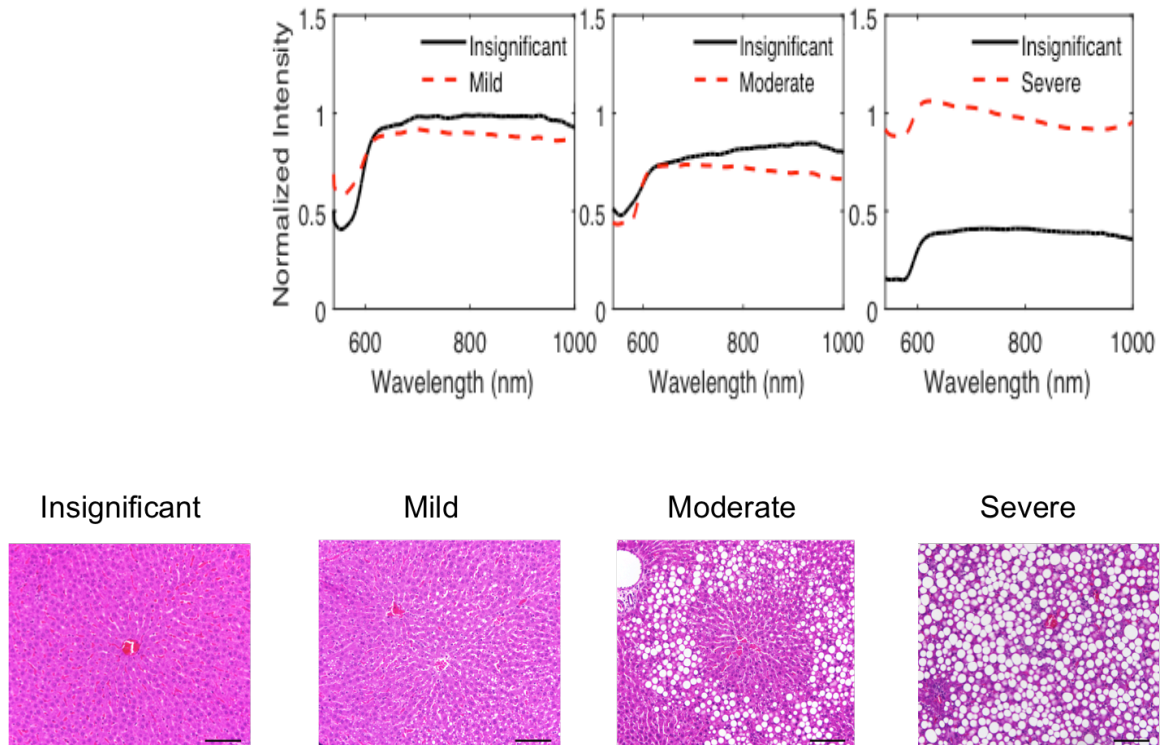 Normalized Intensity
1.5
1
0.5
0
Insignificant
Mild
600 800 1000
Wavelength (nm)
1.5
1
0.5
0
Insignificant
Moderate
600 800 1000
Wavelength (nm)
1.5
1
0.5
0
Insignificant
Severe
600 800 1000
Wavelength (nm)
Insignificant Mild Moderate Severe